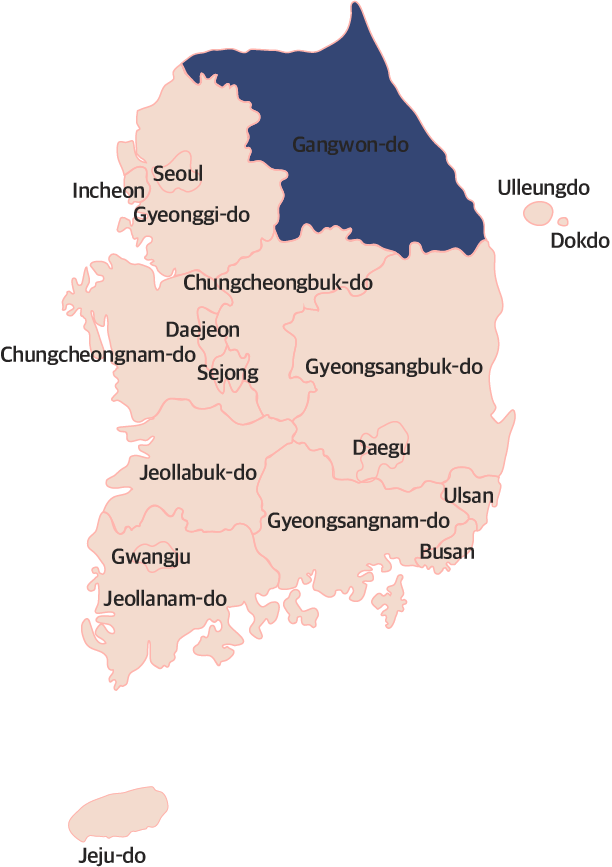 Gangwon-do
Seoul
Incheon
Ulleungdo
Gyeonggi-do
Dokdo
Chungcheongbuk-do
Daejeon
Chungcheongnam-do
Gyeongsangbuk-do
Sejong
Daegu
Jeollabuk-do
Ulsan
Gyeongsangnam-do
Busan
Gwangju
Jeollanam-do
Jeju-do